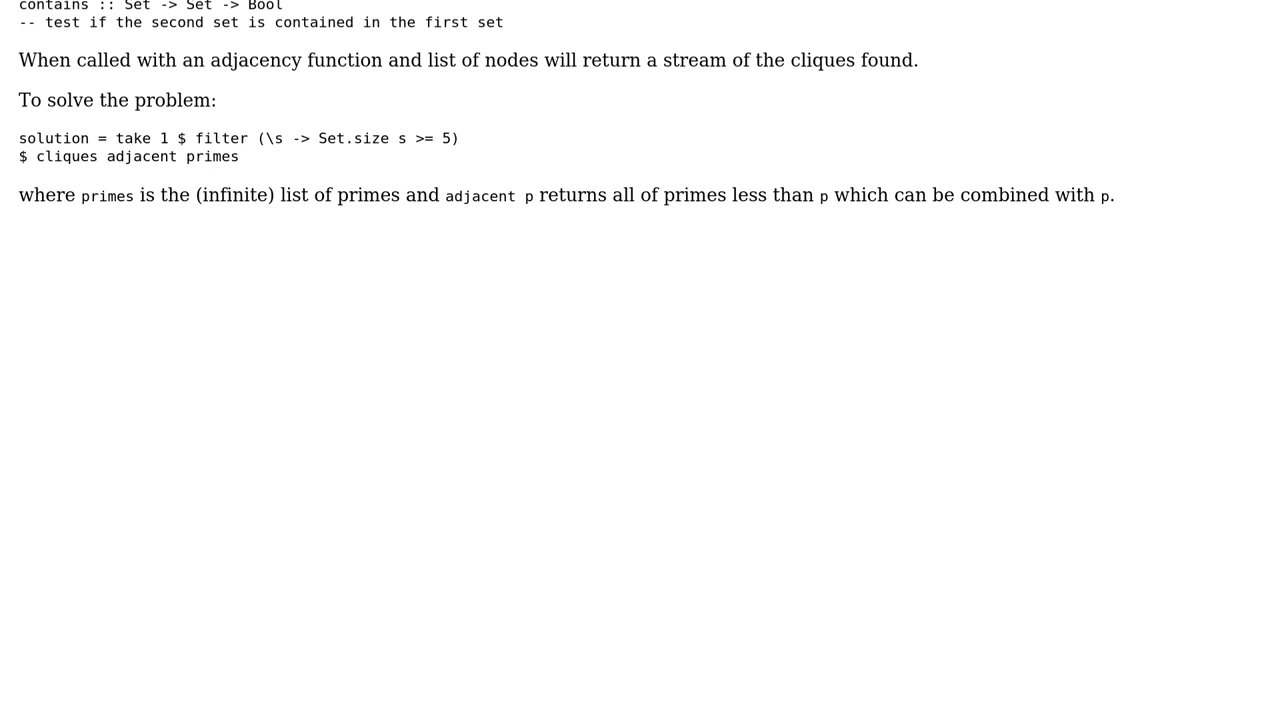 contains :: Set -> Set -> Bool
-- test if the second set is contained in the first set
When called with an adjacency function and list of nodes will return a stream of the cliques found.
To solve the problem:
solution = take 1 $ filter (\s -> Set.size s >= 5)
$ cliques adjacent primes
where primes is the (infinite) list of primes and adjacent p returns all of primes less than p which can be combined with p.